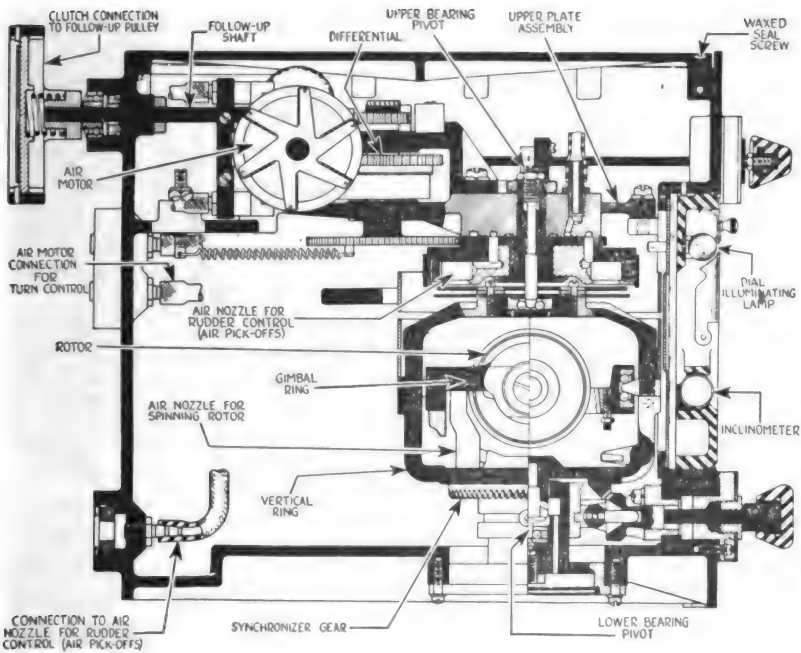 CLUTCH CONNECTION
TO FOLLOW-UP PULLEY
FOLLOW-UP
SHAFT
DIFFERENTIAL
UPPER BEARING
PIVOT
UPPER PLATE
ASSEMBLY
WAXED
SEAL
SCREW
AIR
MOTOR
AIR MOTOR
CONNECTION
FOR
TURN CONTROL
AIR NOZZLE FOR
RUDDER CONTROL
(AIR PICK-OFFS)
DIAL
ILLUMINATING
LAMP
ROTOR
GIMBAL
RING
AIR NOZZLE FOR
SPINNING ROTOR
INCLINOMETER
VERTICAL
RING
CONNECTION TO AIR
NOZZLE FOR RUDDER
CONTROL (AIR PICK-OFFS)
SYNCHRONIZER GEAR
LOWER BEARING
PIVOT